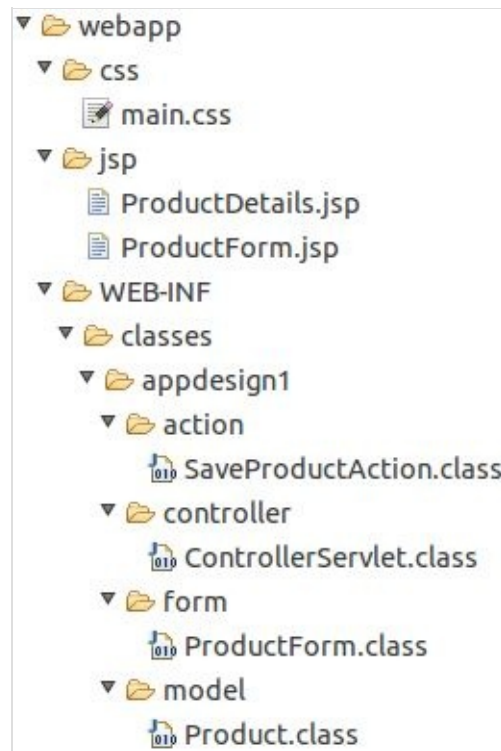 webapp
css
main.css
jsp
ProductDetails.jsp
ProductForm.jsp
WEB-INF
classes
appdesign1
action
SaveProductAction.class
controller
ControllerServlet.class
form
ProductForm.class
model
Product.class